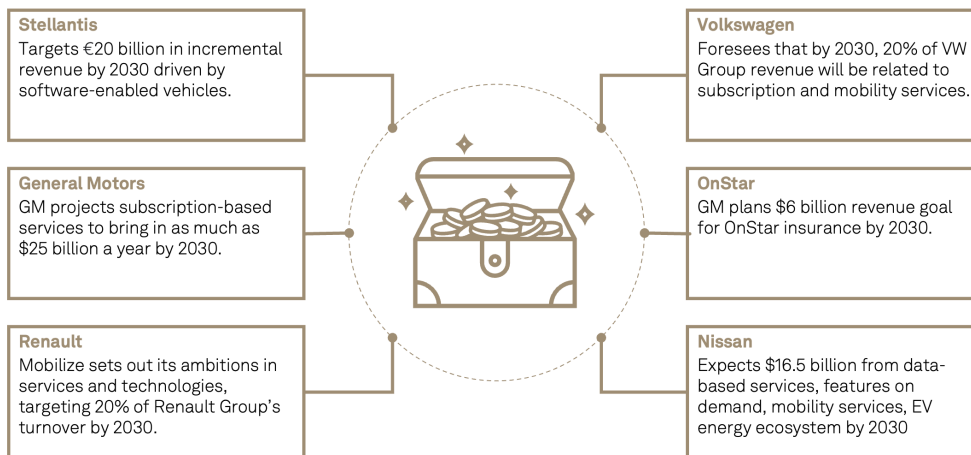 Stellantis
Targets €20 billion in incremental
revenue by 2030 driven by
software-enabled vehicles.
General Motors
GM projects subscription-based
services to bring in as much as
$25 billion a year by 2030.
Renault
Mobilize sets out its ambitions in
services and technologies,
targeting 20% of Renault Group's
turnover by 2030.
Volkswagen
Foresees that by 2030, 20% of VW
Group revenue will be related to
subscription and mobility services.
OnStar
GM plans $6 billion revenue goal
for OnStar insurance by 2030.
Nissan
Expects $16.5 billion from data-
based services, features on
demand, mobility services, EV
energy ecosystem by 2030